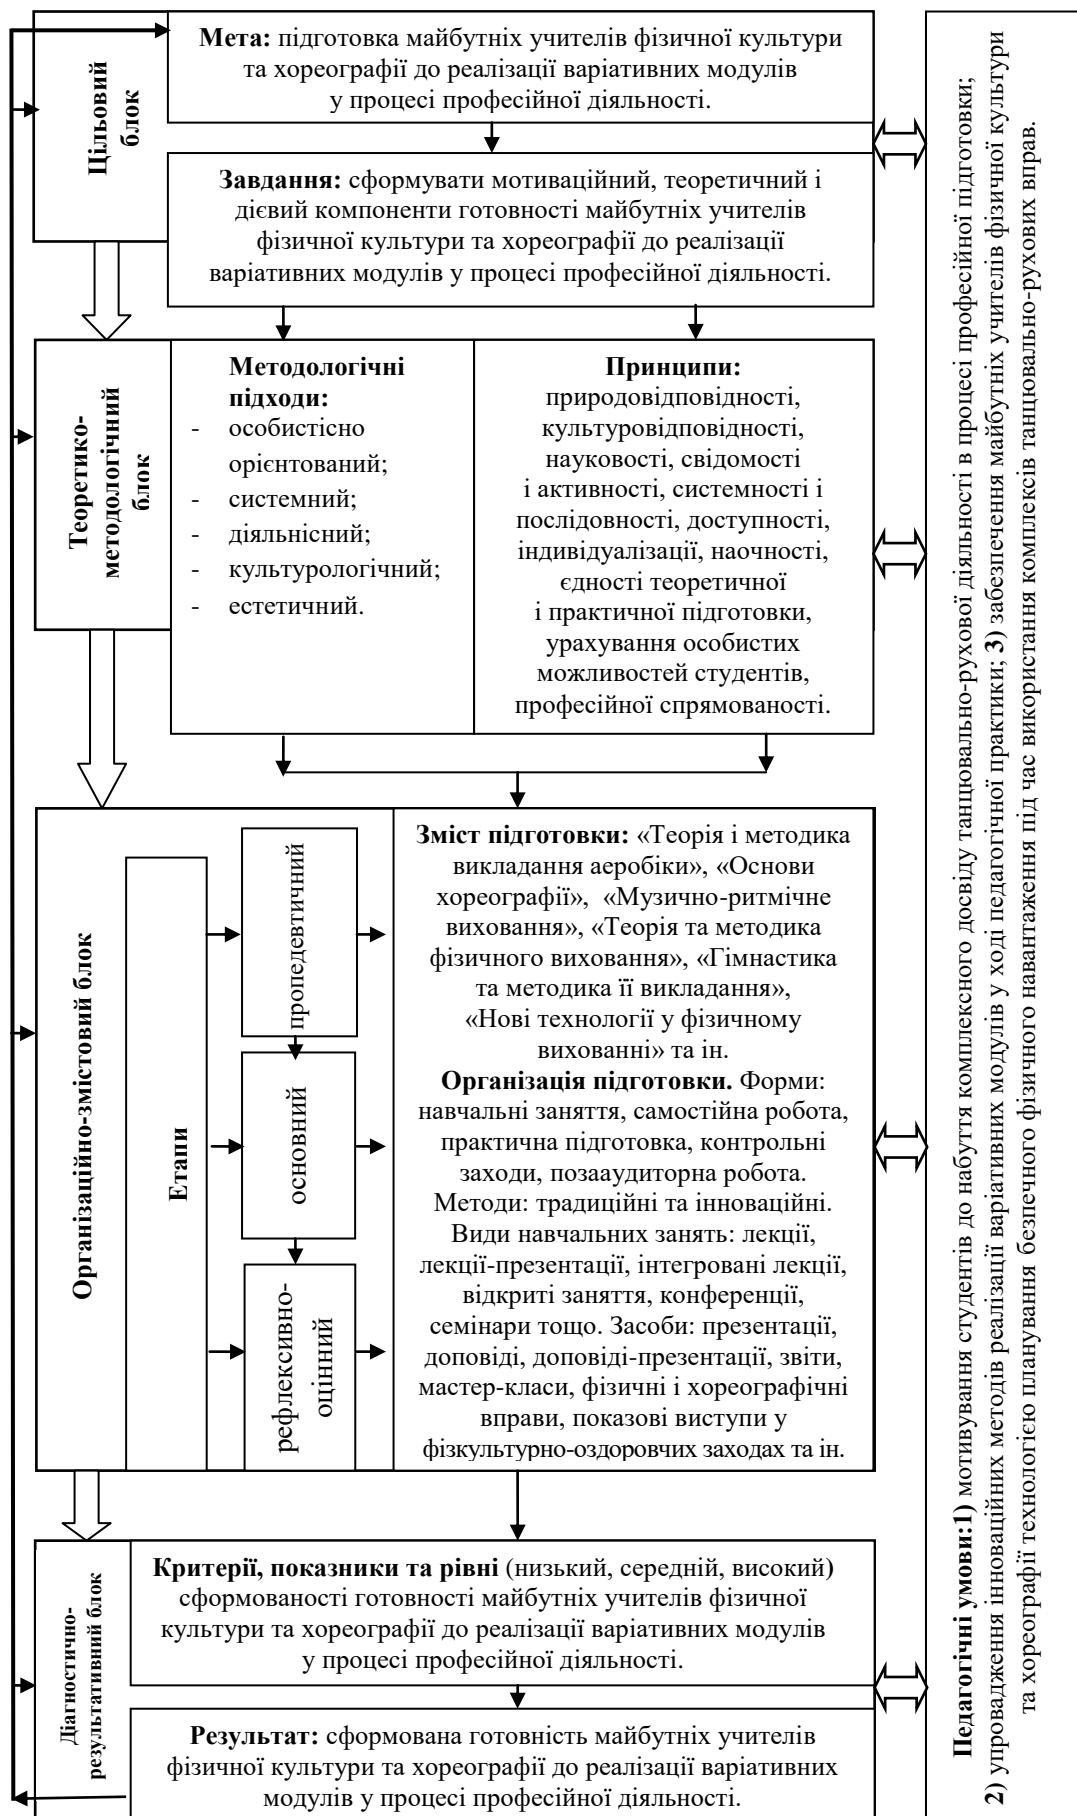 Цільовий
блок
Мета: підготовка майбутніх учителів фізичної культури
та хореографії до реалізації варіативних модулів
у процесі професійної діяльності.
Завдання: сформувати мотиваційний, теоретичний і
дієвий компоненти готовності майбутніх учителів
фізичної культури та хореографії до реалізації
варіативних модулів у процесі професійної діяльності.
Теоретико-
методологічний
блок
Методологічні
підходи:
- особистісно
орієнтований;
- системний;
- діяльнісний;
- культурологічний;
- естетичний.
Принципи:
природовідповідності,
культуровідповідності,
науковості, свідомості
і активності, системності і
послідовності, доступності,
індивідуалізації, наочності,
єдності теоретичної
і практичної підготовки,
урахування особистих
можливостей студентів,
професійної спрямованості.
Організаційно-змістовий блок
Етапи
пропедевтичний
основний
рефлексивно-
оцінний
Зміст підготовки: «Теорія і методика
викладання аеробіки», «Основи
хореографії», «Музично-ритмічне
виховання», «Теорія та методика
фізичного виховання», «Гімнастика
та методика її викладання»,
«Нові технології у фізичному
вихованні» та ін.
Організація підготовки. Форми:
навчальні заняття, самостійна робота,
практична підготовка, контрольні
заходи, позааудиторна робота.
Методи: традиційні та інноваційні.
Види навчальних занять: лекції,
лекції-презентації, інтегровані лекції,
відкриті заняття, конференції,
семінари тощо. Засоби: презентації,
доповіді, доповіді-презентації, звіти,
мастер-класи, фізичні і хореографічні
вправи, показові виступи у
фізкультурно-оздоровчих заходах та ін.
Діагностично-
результативний блок
Критерії, показники та рівні (низький, середній, високий)
сформованості готовності майбутніх учителів фізичної
культури та хореографії до реалізації варіативних модулів
у процесі професійної діяльності.
Результат: сформована готовність майбутніх учителів
фізичної культури та хореографії до реалізації варіативних
модулів у процесі професійної діяльності.
Педагогічні умови:1) мотивування студентів до набуття комплексного досвіду танцювально-рухової діяльності в процесі професійної підготовки;
2) упровадження інноваційних методів реалізації варіативних модулів у ході педагогічної практики; 3) забезпечення майбутніх учителів фізичної культури
та хореографії технологією планування безпечного фізичного навантаження під час використання комплексів танцювально-рухових вправ.